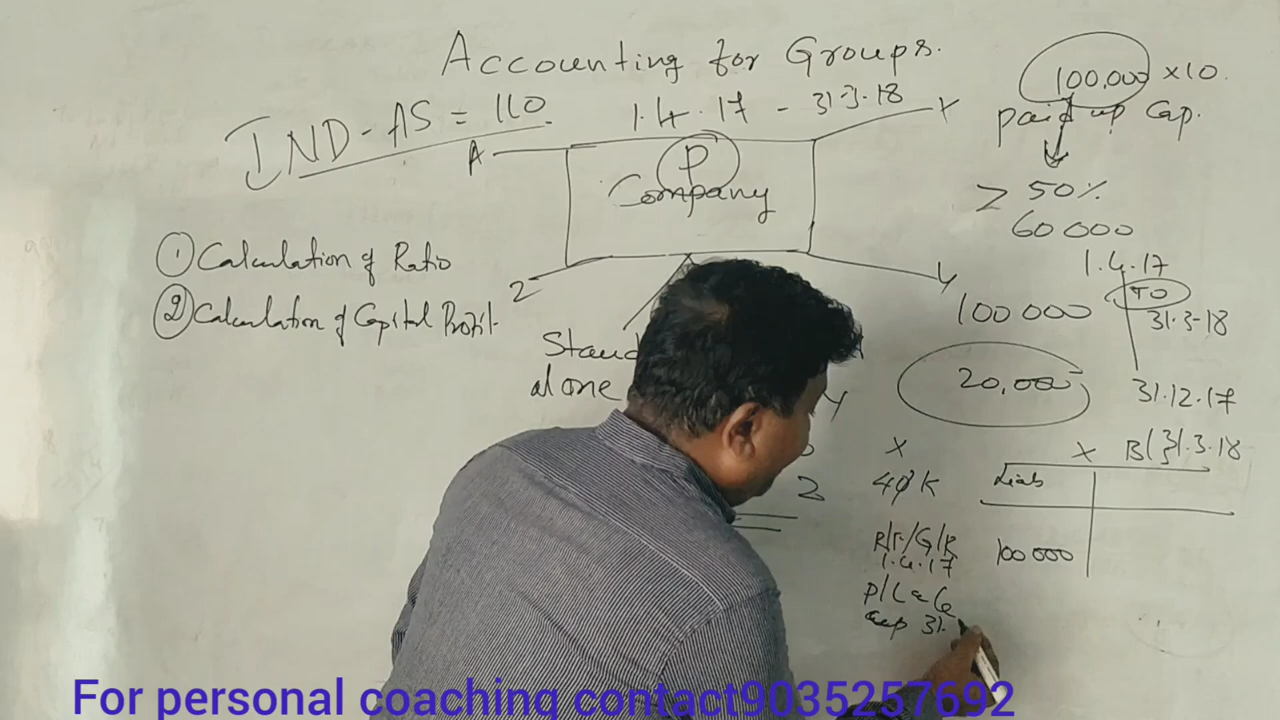 Accounting for Groups.
IND-AS = 110
1.4.17 - 31.3.18
A
P
Company
Z
① Calculation of Ratio
② Calculation of Capital Profit.
alone
100,000 x10.
paid up Cap.
> 50%
60 000
1.4.17
TO
31.3.18
100 000
20,000
31.12.17
X
40K
R/F/G/R
1.4.17
P/L a/c
31.
X B/ 31.3.18
Liab
100 000
2
For personal coaching contact9035257692